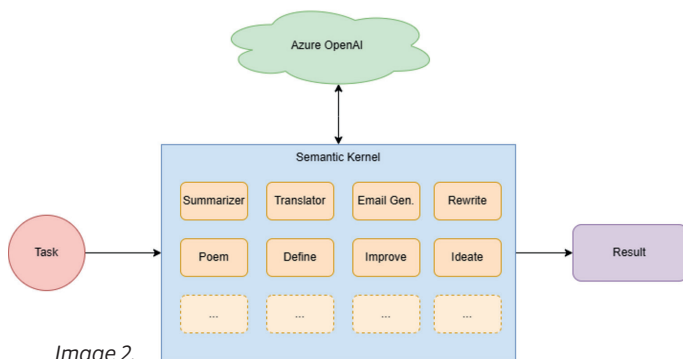 Azure OpenAI
Semantic Kernel
Summarizer Translator Email Gen. Rewrite
Task
Poem Define Improve Ideate
Result
... ... ... ...
Image 2.